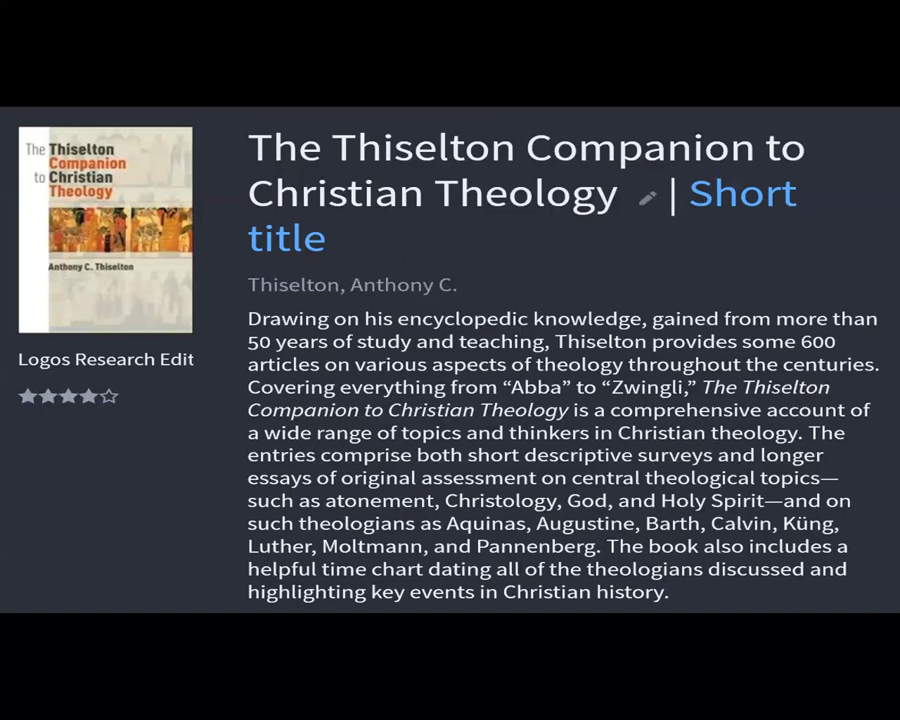 The Thiselton
Companion
to Christian
Theology
Anthony C. Thiselton
Logos Research Edit
The Thiselton Companion to
Christian Theology | Short
title
Thiselton, Anthony C.
Drawing on his encyclopedic knowledge, gained from more than
50 years of study and teaching, Thiselton provides some 600
articles on various aspects of theology throughout the centuries.
Covering everything from “Abba” to “Zwingli,” The Thiselton
Companion to Christian Theology is a comprehensive account of
a wide range of topics and thinkers in Christian theology. The
entries comprise both short descriptive surveys and longer
essays of original assessment on central theological topics—
such as atonement, Christology, God, and Holy Spirit—and on
such theologians as Aquinas, Augustine, Barth, Calvin, Küng,
Luther, Moltmann, and Pannenberg. The book also includes a
helpful time chart dating all of the theologians discussed and
highlighting key events in Christian history.